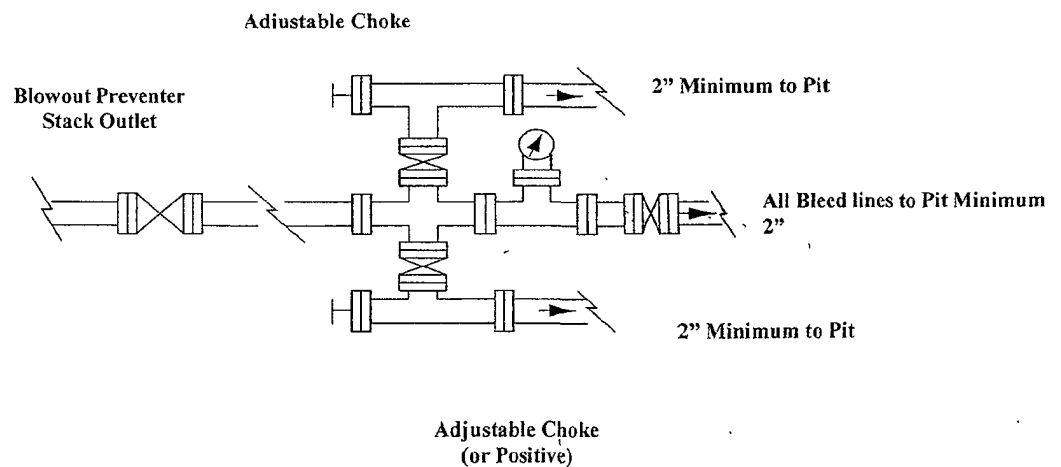 Adiustable Choke
Blowout Preventer
Stack Outlet
2” Minimum to Pit
All Bleed lines to Pit Minimum
2”
2” Minimum to Pit
Adjustable Choke
(or Positive)